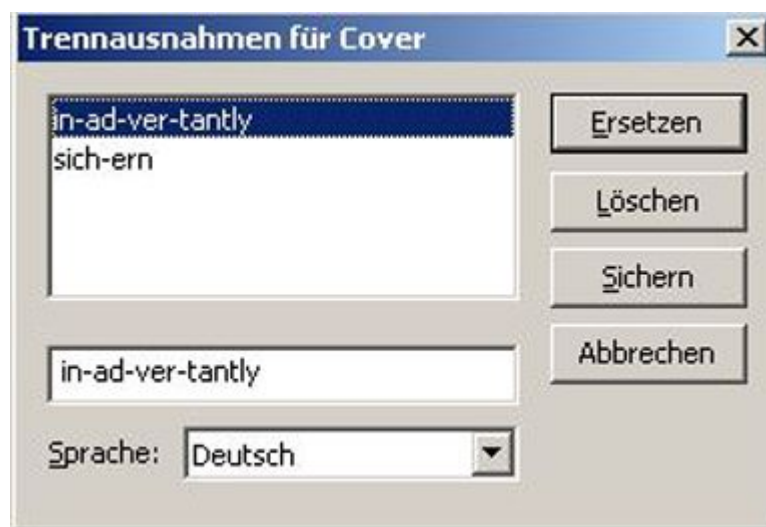 Trennausnahmen für Cover
in-ad-ver-tantly
sich-ern
Ersetzen
Löschen
Sichern
Abbrechen
in-ad-ver-tantly
Sprache: Deutsch